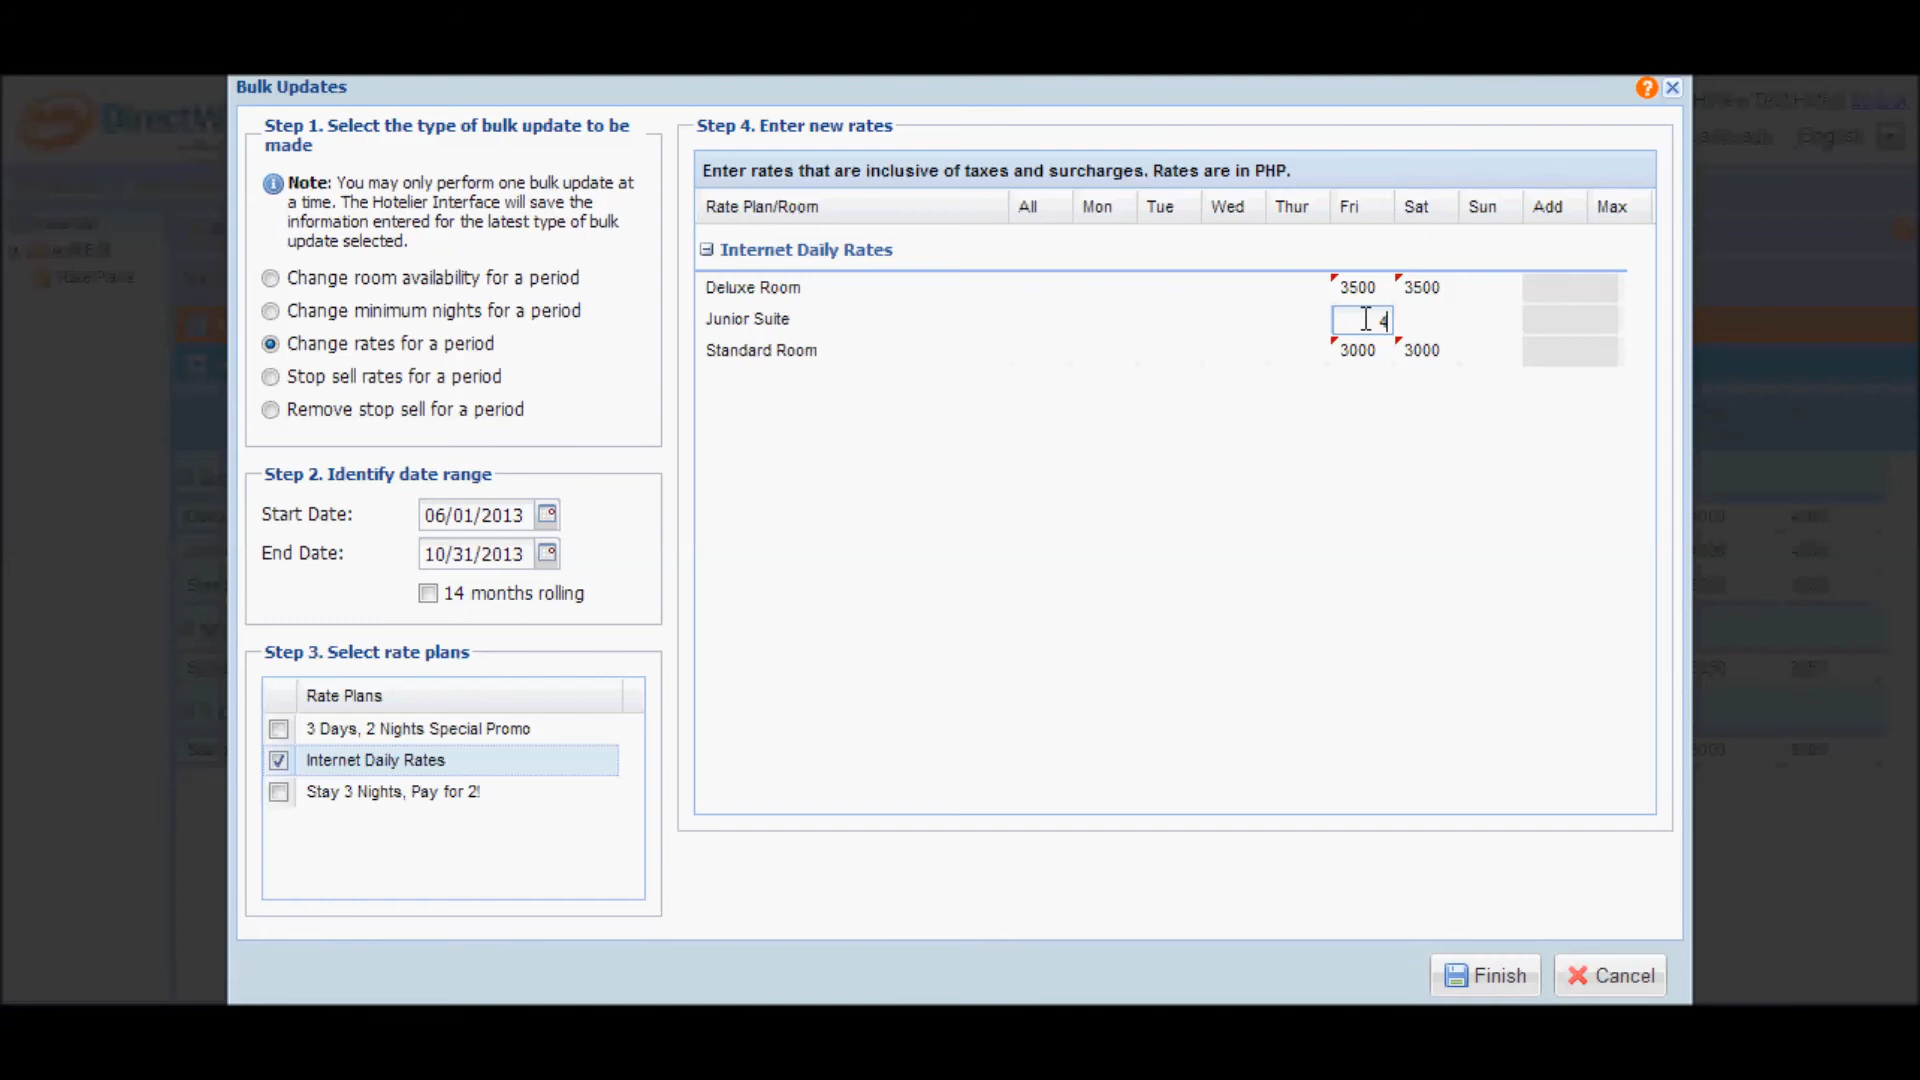 Bulk Updates
Step 1. Select the type of bulk update to be
made
Note: You may only perform one bulk update at
a time. The Hotelier Interface will save the
information entered for the latest type of bulk
update selected.
Change room availability for a period
Change minimum nights for a period
Change rates for a period
Stop sell rates for a period
Remove stop sell for a period
Step 2. Identify date range
Start Date: 06/01/2013
End Date: 10/31/2013
14 months rolling
Step 3. Select rate plans
Rate Plans
3 Days, 2 Nights Special Promo
Internet Daily Rates
Stay 3 Nights, Pay for 2!
Step 4. Enter new rates
Enter rates that are inclusive of taxes and surcharges. Rates are in PHP.
Rate Plan/Room All Mon Tue Wed Thur Fri Sat Sun Add Max
Internet Daily Rates
Deluxe Room 3500 3500
Junior Suite 4
Standard Room 3000 3000
Finish Cancel
English